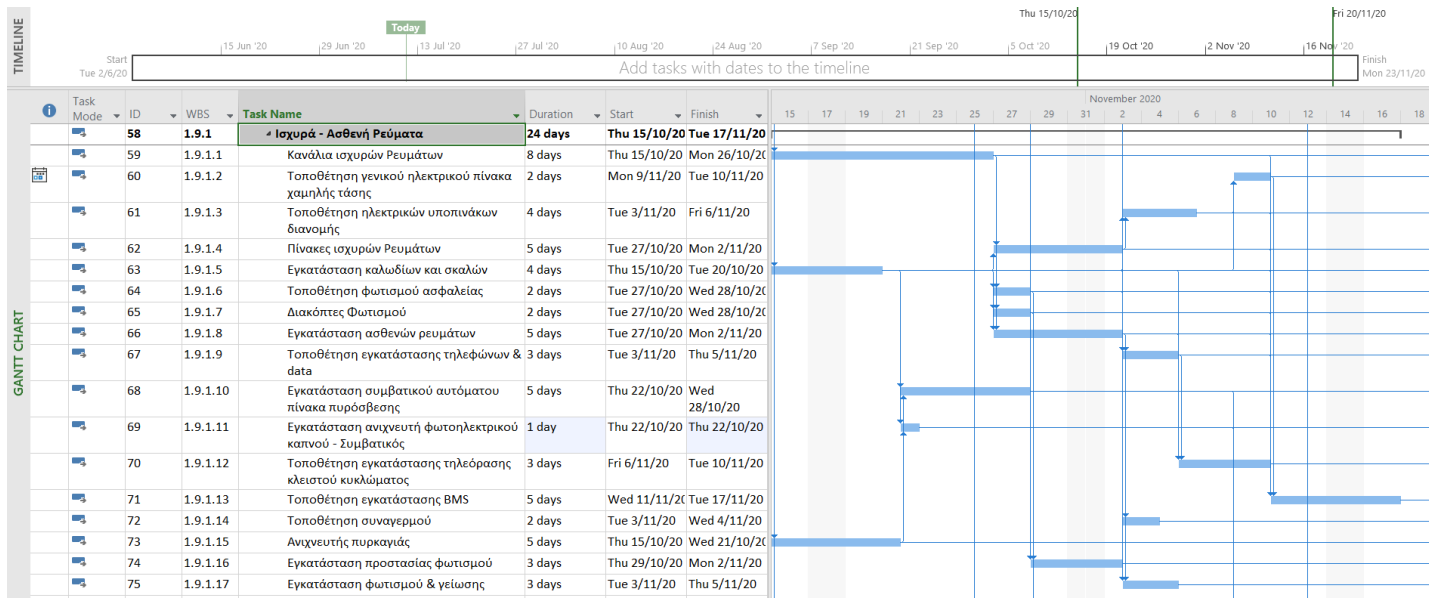 TIMELINE
Thu 15/10/20 Fri 20/11/20
Today
15 Jun '20 29 Jun '20 13 Jul '20 27 Jul '20 10 Aug '20 24 Aug '20 7 Sep '20 21 Sep '20 5 Oct '20 19 Oct '20 2 Nov '20 16 Nov '20
Start
Tue 2/6/20
Add tasks with dates to the timeline
Finish
Mon 23/11/20
GANTT CHART
Task Mode ID WBS Task Name Duration Start Finish
November 2020
15 17 19 21 23 25 27 29 31 2 4 6 8 10 12 14 16 18
58 1.9.1 Ισχυρά - Ασθενή Ρεύματα 24 days Thu 15/10/20 Tue 17/11/20
59 1.9.1.1 Κανάλια ισχυρών Ρευμάτων 8 days Thu 15/10/20 Mon 26/10/20
60 1.9.1.2 Τοποθέτηση γενικού ηλεκτρικού πίνακα 2 days Mon 9/11/20 Tue 10/11/20
χαμηλής τάσης
61 1.9.1.3 Τοποθέτηση ηλεκτρικών υποπινάκων 4 days Tue 3/11/20 Fri 6/11/20
διανομής
62 1.9.1.4 Πίνακες ισχυρών Ρευμάτων 5 days Tue 27/10/20 Mon 2/11/20
63 1.9.1.5 Εγκατάσταση καλωδίων και σκαλών 4 days Thu 15/10/20 Tue 20/10/20
64 1.9.1.6 Τοποθέτηση φωτισμού ασφαλείας 2 days Tue 27/10/20 Wed 28/10/20
65 1.9.1.7 Διακόπτες Φωτισμού 2 days Tue 27/10/20 Wed 28/10/20
66 1.9.1.8 Εγκατάσταση ασθενών ρευμάτων 5 days Tue 27/10/20 Mon 2/11/20
67 1.9.1.9 Τοποθέτηση εγκατάστασης τηλεφώνων & 3 days Tue 3/11/20 Thu 5/11/20
data
68 1.9.1.10 Εγκατάσταση συμβατικού αυτόματου 5 days Thu 22/10/20 Wed
πίνακα πυρόσβεσης 28/10/20
69 1.9.1.11 Εγκατάσταση ανιχνευτή φωτοηλεκτρικού 1 day Thu 22/10/20 Thu 22/10/20
καπνού - Συμβατικός
70 1.9.1.12 Τοποθέτηση εγκατάστασης τηλεόρασης 3 days Fri 6/11/20 Tue 10/11/20
κλειστού κυκλώματος
71 1.9.1.13 Τοποθέτηση εγκατάστασης BMS 5 days Wed 11/11/20 Tue 17/11/20
72 1.9.1.14 Τοποθέτηση συναγερμού 2 days Tue 3/11/20 Wed 4/11/20
73 1.9.1.15 Ανιχνευτής πυρκαγιάς 5 days Thu 15/10/20 Wed 21/10/20
74 1.9.1.16 Εγκατάσταση προστασίας φωτισμού 3 days Thu 29/10/20 Mon 2/11/20
75 1.9.1.17 Εγκατάσταση φωτισμού & γείωσης 3 days Tue 3/11/20 Thu 5/11/20